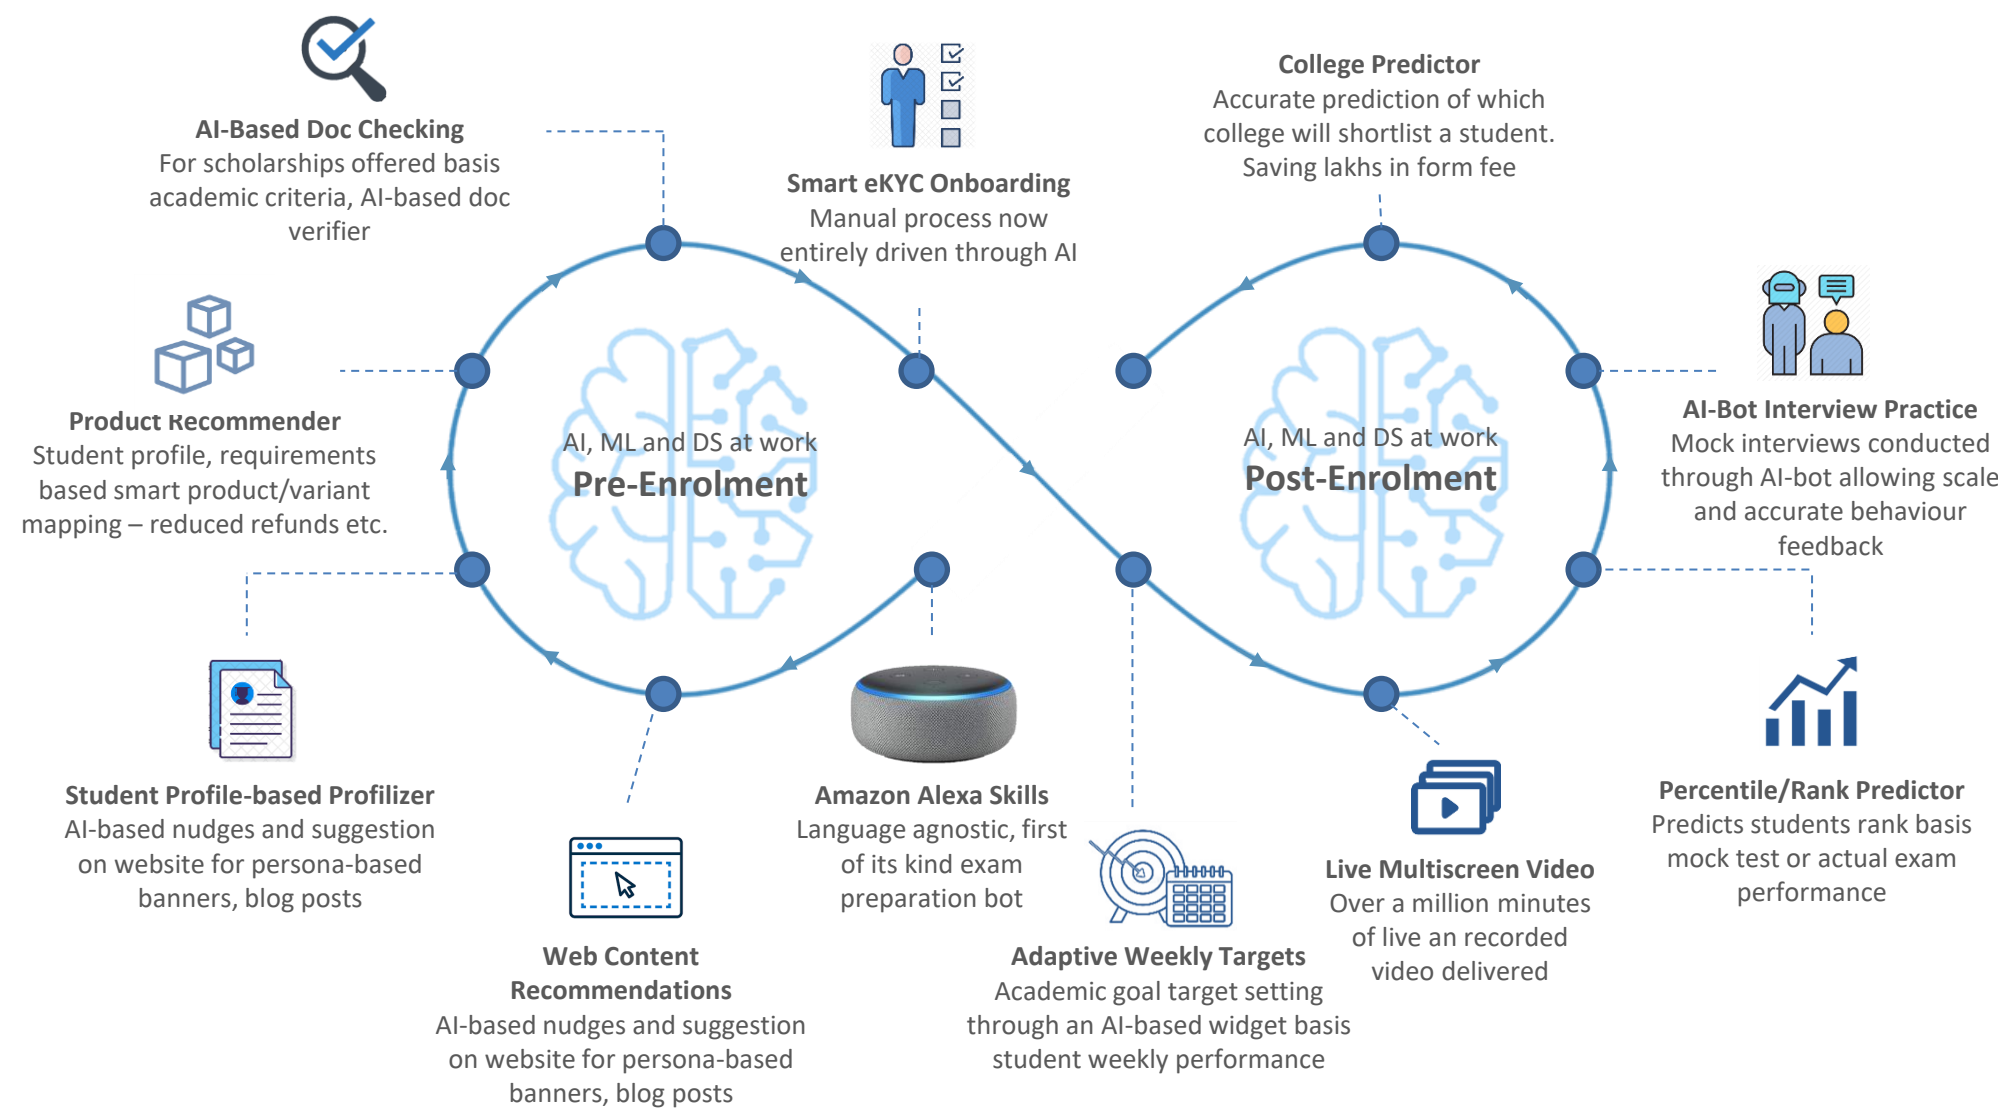 AI-Based Doc Checking
For scholarships offered basis
academic criteria, AI-based doc
verifier
Smart eKYC Onboarding
Manual process now
entirely driven through AI
College Predictor
Accurate prediction of which
college will shortlist a student.
Saving lakhs in form fee
Product Recommender
Student profile, requirements
based smart product/variant
mapping – reduced refunds etc.
AI, ML and DS at work
Pre-Enrolment
AI, ML and DS at work
Post-Enrolment
AI-Bot Interview Practice
Mock interviews conducted
through AI-bot allowing scale
and accurate behaviour
feedback
Student Profile-based Profilizer
AI-based nudges and suggestion
on website for persona-based
banners, blog posts
Web Content
Recommendations
AI-based nudges and suggestion
on website for persona-based
banners, blog posts
Amazon Alexa Skills
Language agnostic, first
of its kind exam
preparation bot
Adaptive Weekly Targets
Academic goal target setting
through an AI-based widget basis
student weekly performance
Live Multiscreen Video
Over a million minutes
of live an recorded
video delivered
Percentile/Rank Predictor
Predicts students rank basis
mock test or actual exam
performance